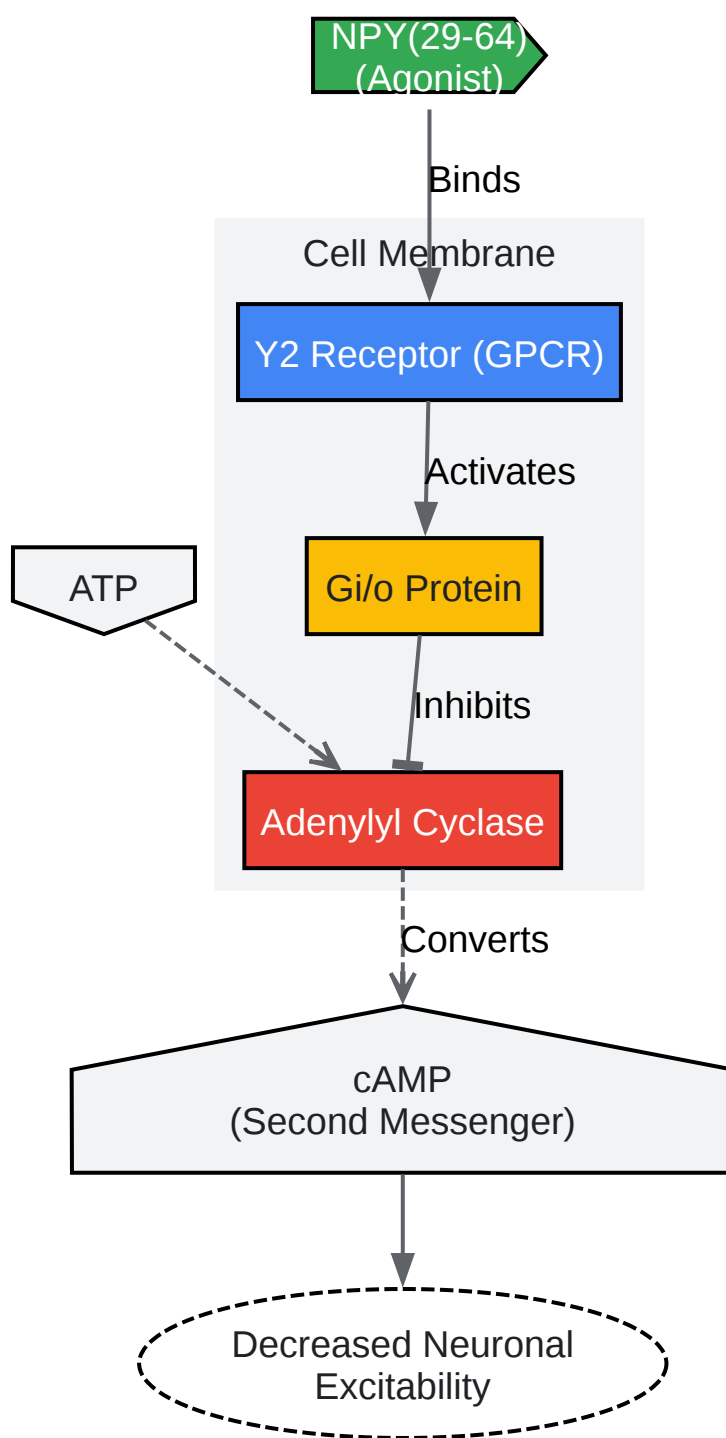 NPY(29-64)
(Agonist)
Binds
Cell Membrane
Y2 Receptor (GPCR)
Activates
ATP
Gi/o Protein
Inhibits
Adenylyl Cyclase
Converts
cAMP
(Second Messenger)
Decreased Neuronal
Excitability